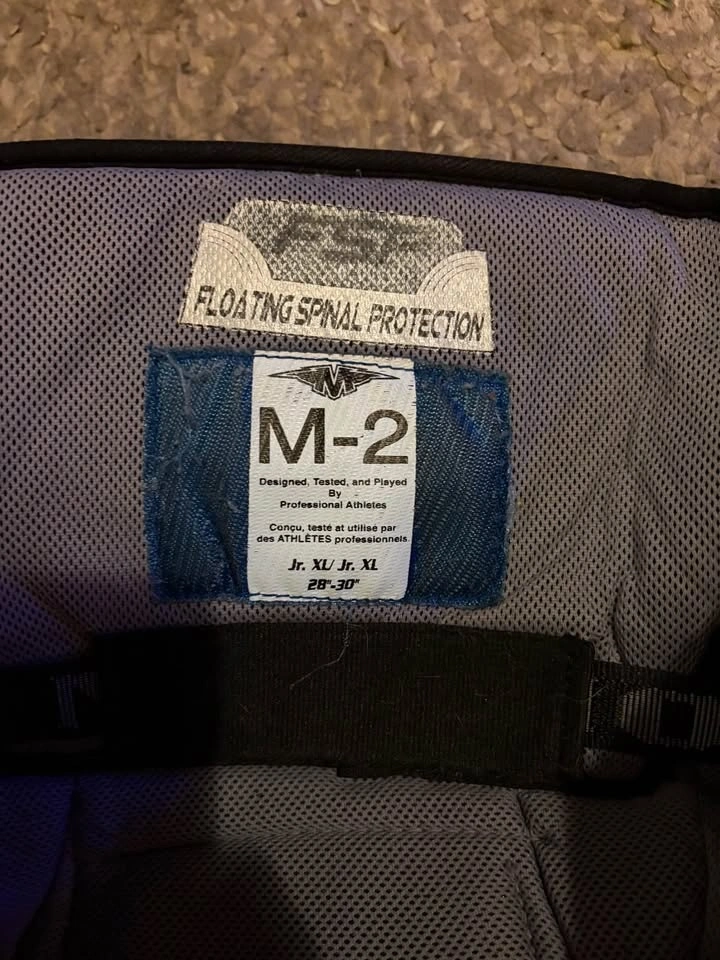 FSP
FLOATING SPINAL PROTECTION
M
M-2
Designed, Tested, and Played
By
Professional Athletes
Conçu, testé at utilisé par
des ATHLÈTES professionnels.
Jr. XL/ Jr. XL
28"-30"